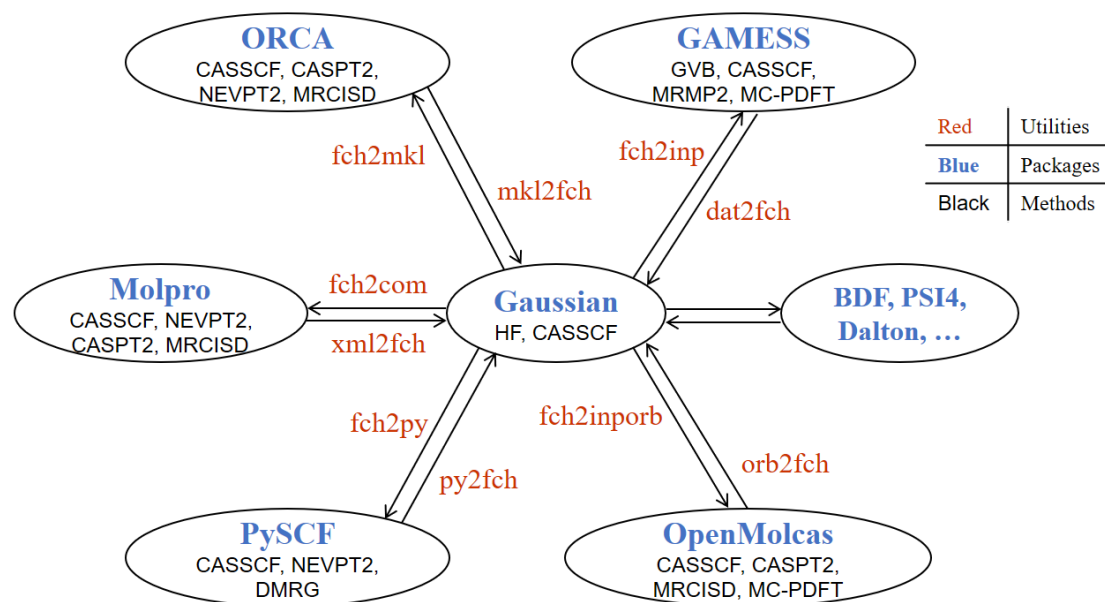 ORCA
CASSCF, CASPT2,
NEVPT2, MRCISD
GAMESS
GVB, CASSCF,
MRMP2, MC-PDFT
Red Utilities
Blue Packages
Black Methods
fch2mkl
mkl2fch
fch2inp
dat2fch
Molpro
CASSCF, NEVPT2,
CASPT2, MRCISD
fch2com
xml2fch
Gaussian
HF, CASSCF
BDF, PSI4,
Dalton, …
fch2py
py2fch
fch2inporb
orb2fch
PySCF
CASSCF, NEVPT2,
DMRG
OpenMolcas
CASSCF, CASPT2,
MRCISD, MC-PDFT